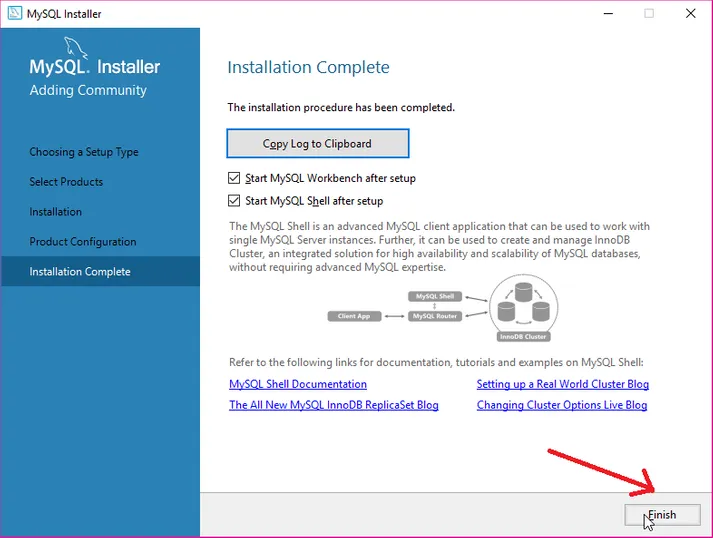 MySQL Installer
MySQL. Installer
Adding Community
Choosing a Setup Type
Select Products
Installation
Product Configuration
Installation Complete
Installation Complete
The installation procedure has been completed.
Copy Log to Clipboard
Start MySQL Workbench after setup
Start MySQL Shell after setup
The MySQL Shell is an advanced MySQL client application that can be used to work with
single MySQL Server instances. Further, it can be used to create and manage InnoDB
Cluster, an integrated solution for high availability and scalability of MySQL databases,
without requiring advanced MySQL expertise.
MySQL Shell
Client App
MySQL Router
InnoDB Cluster
Refer to the following links for documentation, tutorials and examples on MySQL Shell:
MySQL Shell Documentation
Setting up a Real World Cluster Blog
The All New MySQL InnoDB ReplicaSet Blog
Changing Cluster Options Live Blog
Finish